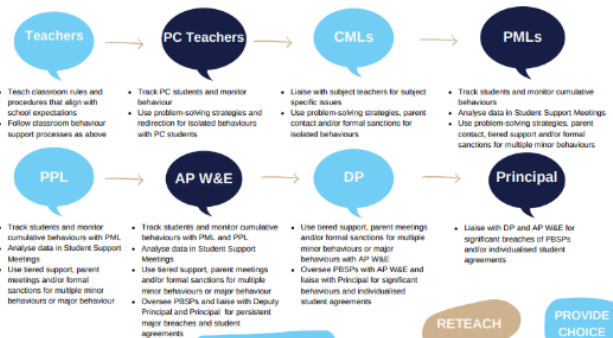 Teachers
PC Teachers
CMLs
PMLs
• Teach classroom rules and
procedures that align with
school expectations
• Follow classroom behaviour
support processes as above
• Track PC students and monitor
behaviour
• Use problem-solving strategies and
redirection for isolated behaviours
with PC students
• Liaise with subject teachers for subject
specific issues
• Use problem-solving strategies, parent
contact and/or formal sanctions for
isolated behaviours
• Track students and monitor cumulative
behaviours
• Analyse data in Student Support Meetings
• Use problem-solving strategies, parent
contact, tiered support and/or formal
sanctions for multiple minor behaviours
PPL
AP W&E
DP
Principal
• Track students and monitor
cumulative behaviours with PML
• Analyse data in Student Support
Meetings
• Use tiered support, parent
meetings and/or formal
sanctions for multiple minor
behaviours or major behaviour
• Track students and monitor cumulative
behaviours with PML and PPL
• Analyse data in Student Support
Meetings
• Use tiered support, parent meetings
and/or formal sanctions for multiple
minor behaviours or major behaviour
• Oversee PBSPs and liaise with Deputy
Principal and Principal for persistent
major breaches and student
agreements
• Use tiered support, parent meetings
and/or formal sanctions for multiple
minor behaviours or major
behaviours with AP W&E
• Oversee PBSPs with AP W&E and
liaise with Principal for significant
behaviours and individualised
student agreements
• Liaise with DP and AP W&E for
significant breaches of PBSPs
and/or individualised student
agreements
RETEACH
PROVIDE
CHOICE